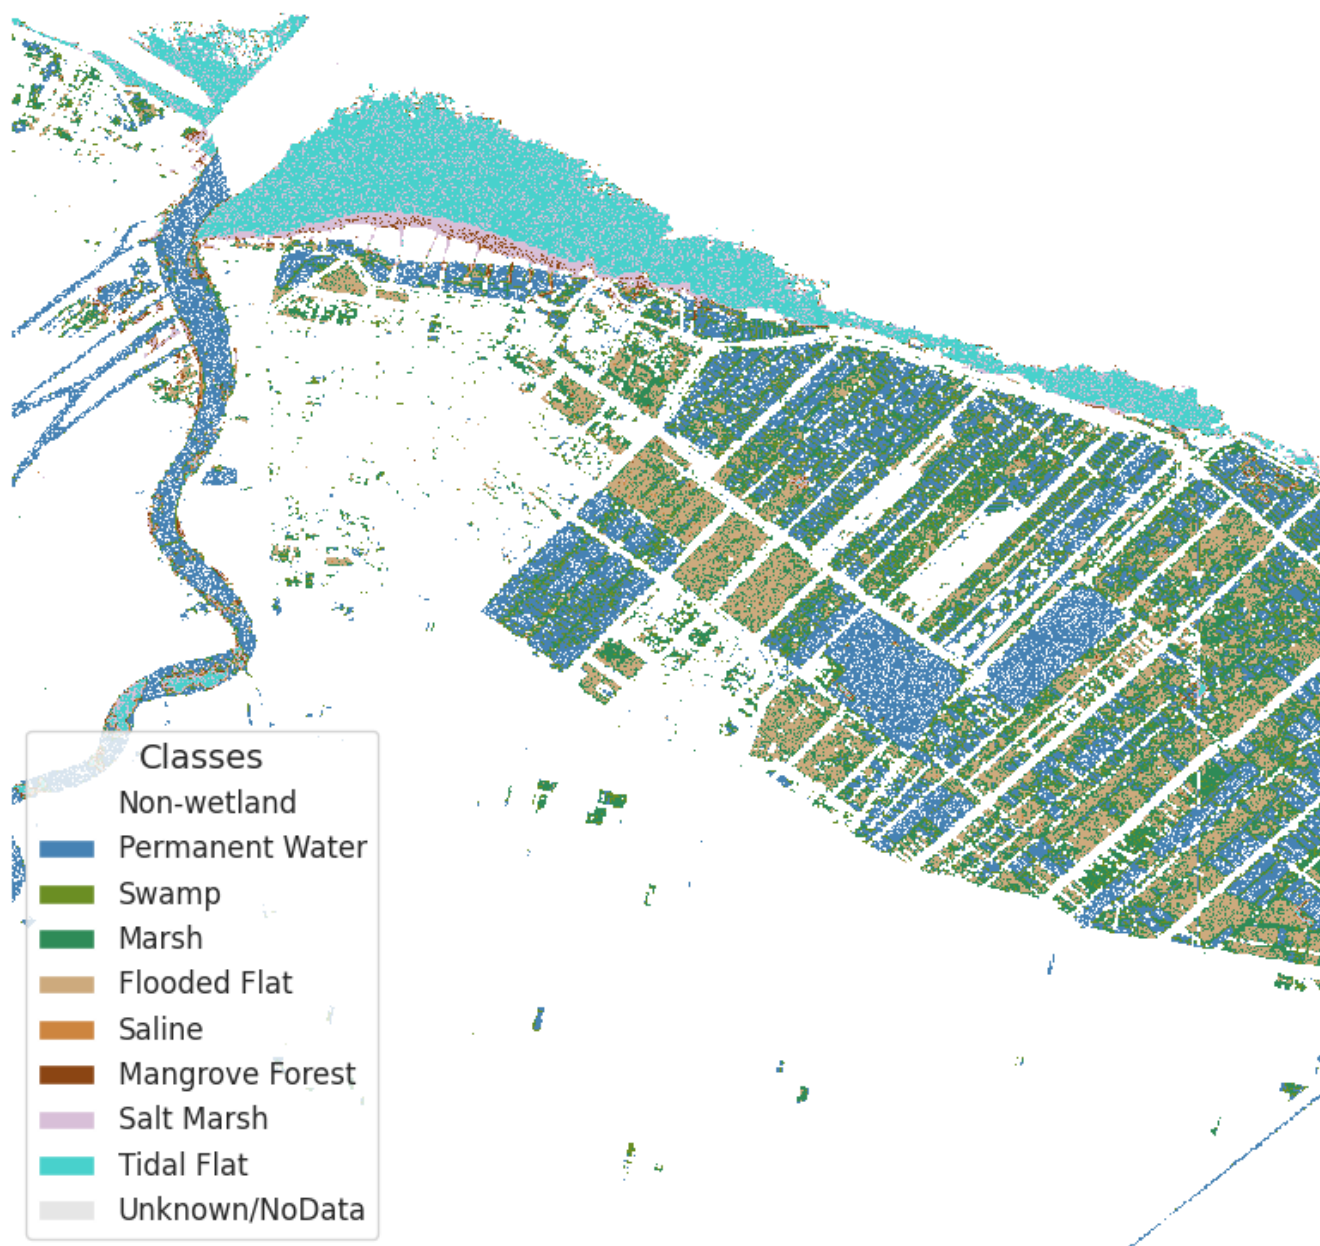 Classes
Non-wetland
Permanent Water
Swamp
Marsh
Flooded Flat
Saline
Mangrove Forest
Salt Marsh
Tidal Flat
Unknown/NoData